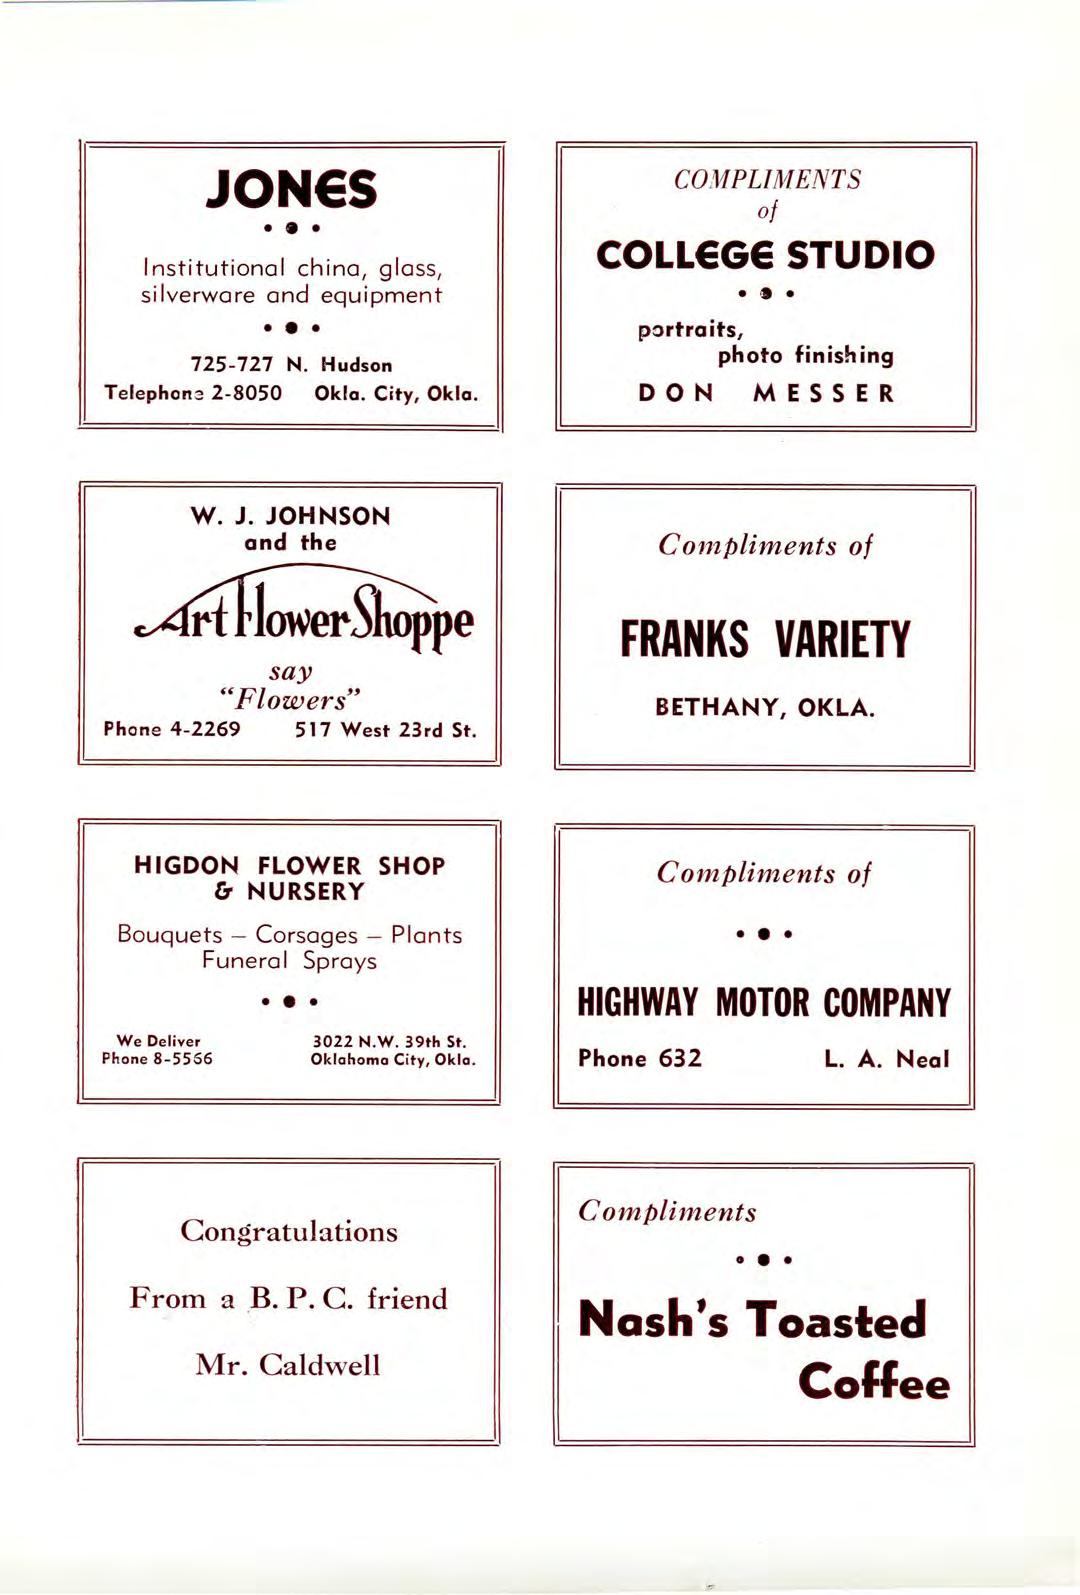 JONES
Institutional china, glass,
silverware and equipment
725-727 N. Hudson
Telephone 2-8050 Okla. City, Okla.
COMPLIMENTS
of
COLLEGE STUDIO
portraits,
photo finishing
DON MESSER
W. J. JOHNSON
and the
Art Flower Shoppe
say
“Flowers”
Phone 4-2269 517 West 23rd St.
Compliments of
FRANKS VARIETY
BETHANY, OKLA.
HIGDON FLOWER SHOP
& NURSERY
Bouquets — Corsages — Plants
Funeral Sprays
We Deliver 3022 N.W. 39th St.
Phone 8-5566 Oklahoma City, Okla.
Compliments of
HIGHWAY MOTOR COMPANY
Phone 632 L. A. Neal
Congratulations
From a B. P. C. friend
Mr. Caldwell
Compliments
Nash's Toasted
Coffee